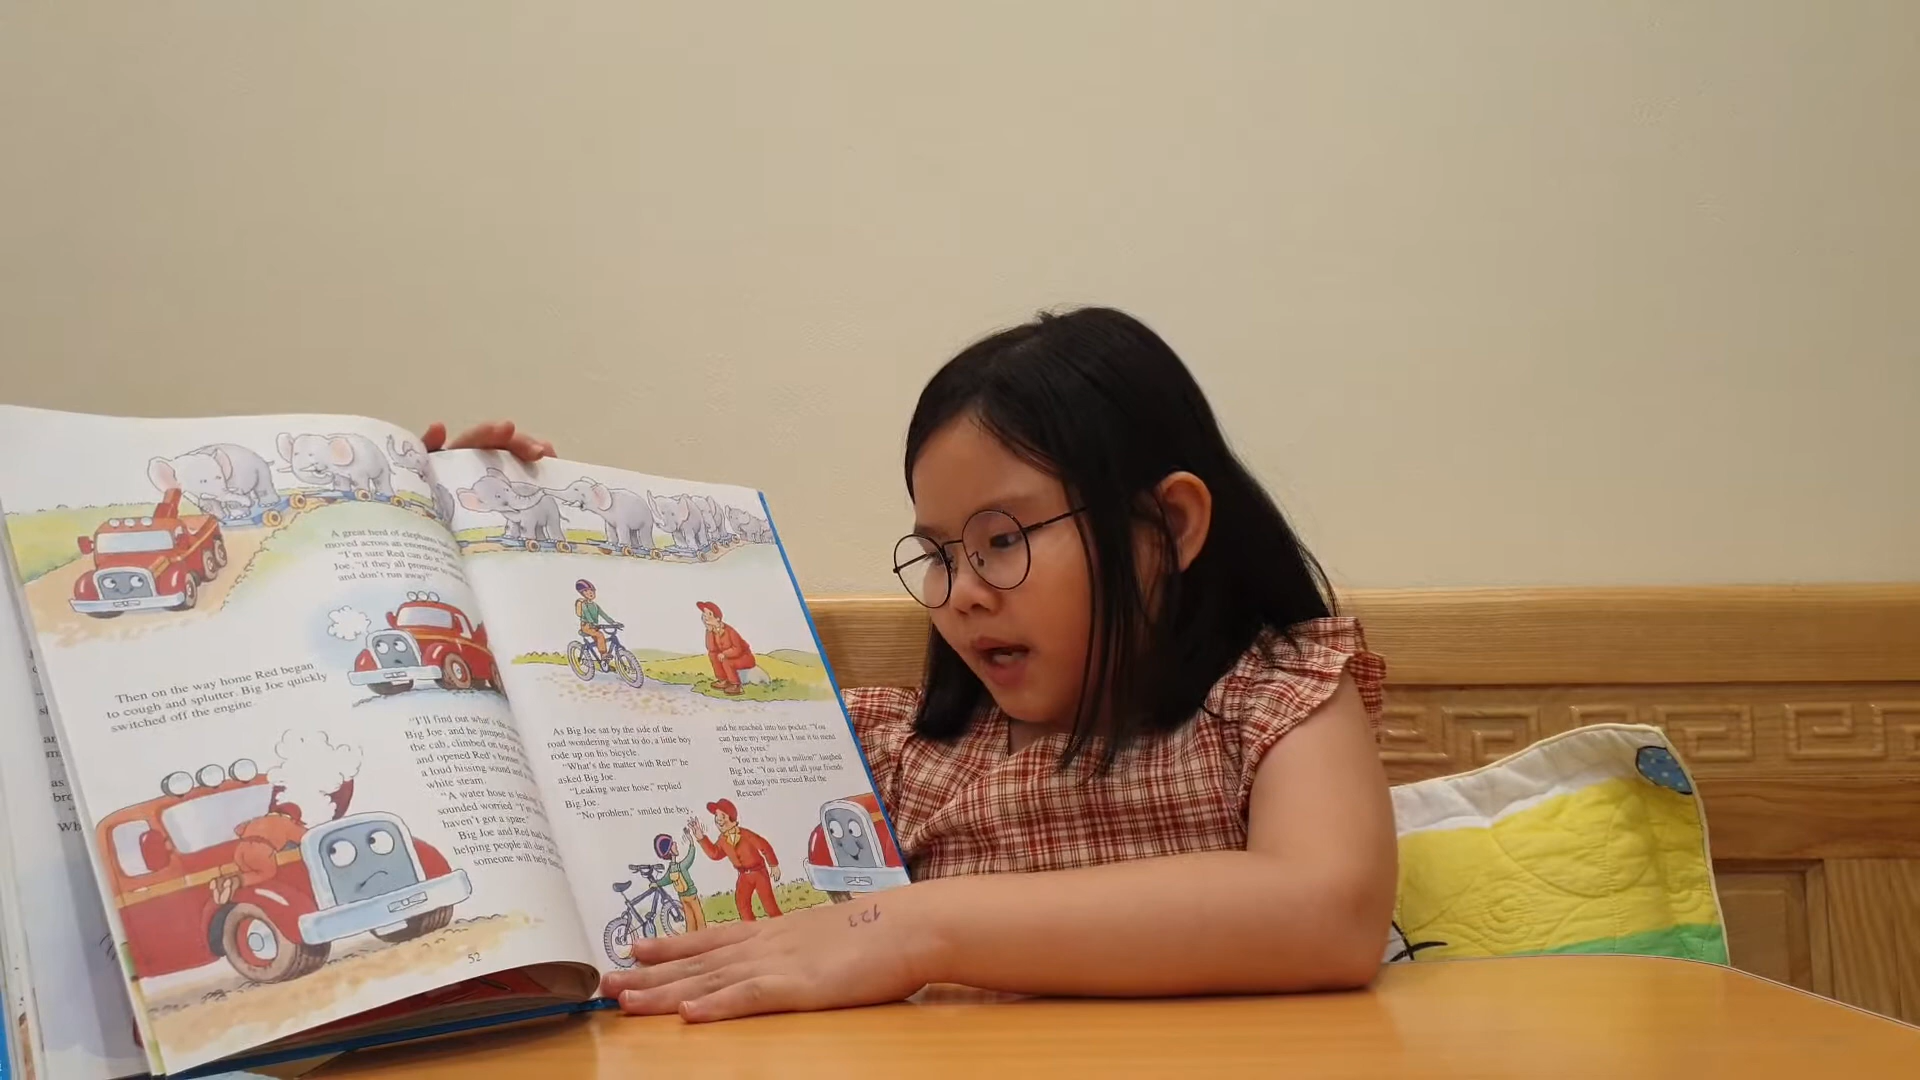 A great herd of elephants
moved across an enormous
"I'm sure Red can do it,"
Joe, "if they all promise to
and don't run away!"
Then on the way home Red began
to cough and splutter. Big Joe quickly
switched off the engine.
"I'll find out what's
Big Joe, and he jumped
the cab, climbed on top of
and opened Red's bonnet
a loud hissing sound and
white steam.
"A water hose is leaking,"
sounded worried. "I've
haven't got a spare."
Big Joe and Red had been
helping people all day
someone will help
52
As Big Joe sat by the side of the
road wondering what to do, a little boy
rode up on his bicycle.
"What's the matter with Red?" he
asked Big Joe.
"Leaking water hose," replied
Big Joe.
"No problem," smiled the boy,
and he reached into his pocket. "You
can have my repair kit. I use it to mend
my bike tyres."
"You're a boy in a million!" laughed
Big Joe. "You can tell all your friends
that today you rescued Red the
Rescuer!"
as
bre
Wh
123